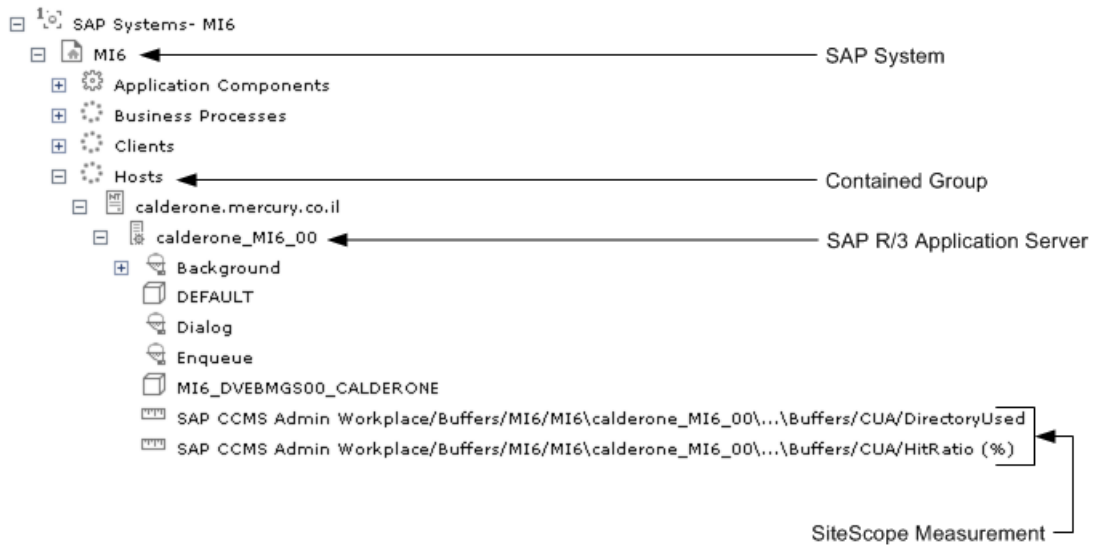 SAP Systems- MI6
MI6
SAP System
Application Components
Business Processes
Clients
Hosts
Contained Group
calderone.mercury.co.il
calderone_MI6_00
SAP R/3 Application Server
Background
DEFAULT
Dialog
Enqueue
MI6_DVEBMGS00_CALDERONE
SAP CCMS Admin Workplace/Buffers/MI6/MI6\calderone_MI6_00\...\Buffers/CUA/DirectoryUsed
SAP CCMS Admin Workplace/Buffers/MI6/MI6\calderone_MI6_00\...\Buffers/CUA/HitRatio (%)
SiteScope Measurement